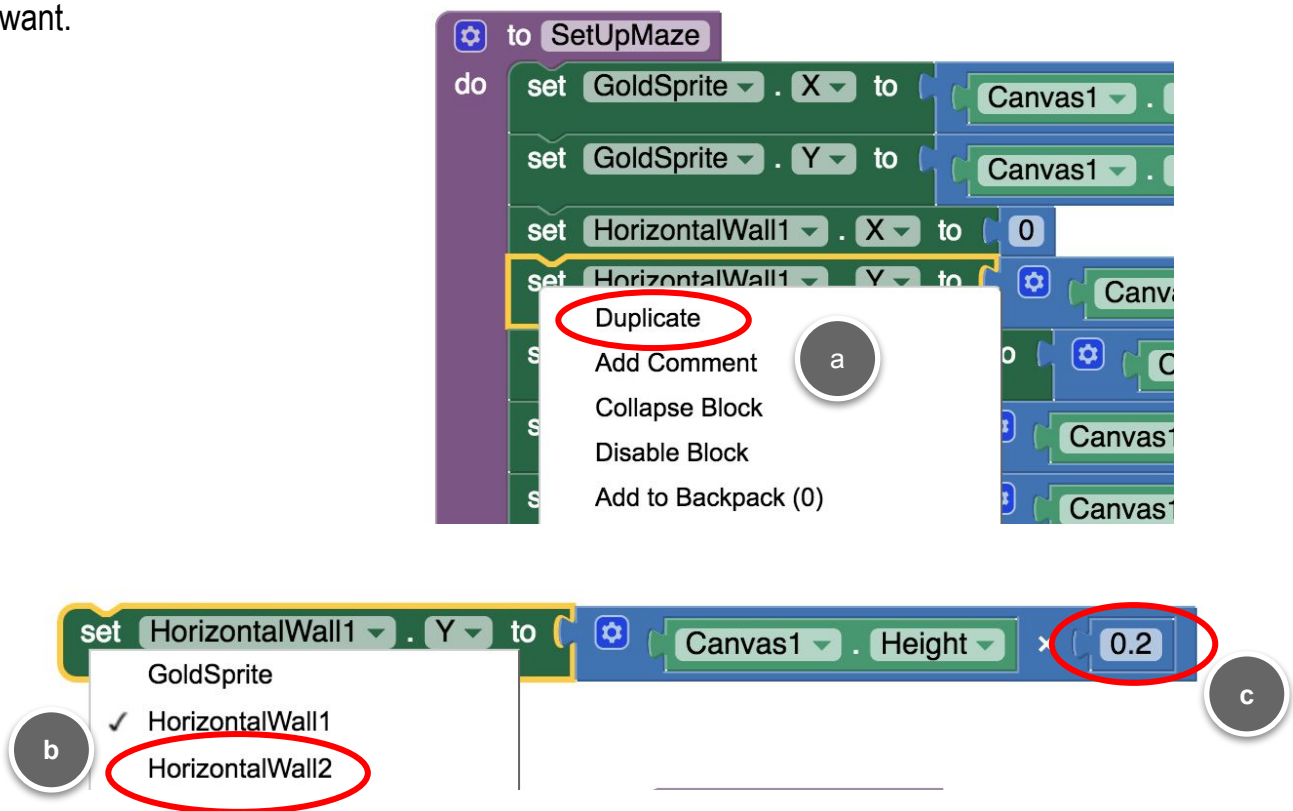 want.
to SetUpMaze
do set GoldSprite . X to Canvas1 .
set GoldSprite . Y to Canvas1 .
set HorizontalWall1 . X to 0
set HorizontalWall1 . Y to
Duplicate
Add Comment
a
Collapse Block
Disable Block
Canvas1
Add to Backpack (0)
Canvas1
set HorizontalWall1 . Y to Canvas1 . Height × 0.2
GoldSprite
✓ HorizontalWall1
HorizontalWall2
b
c